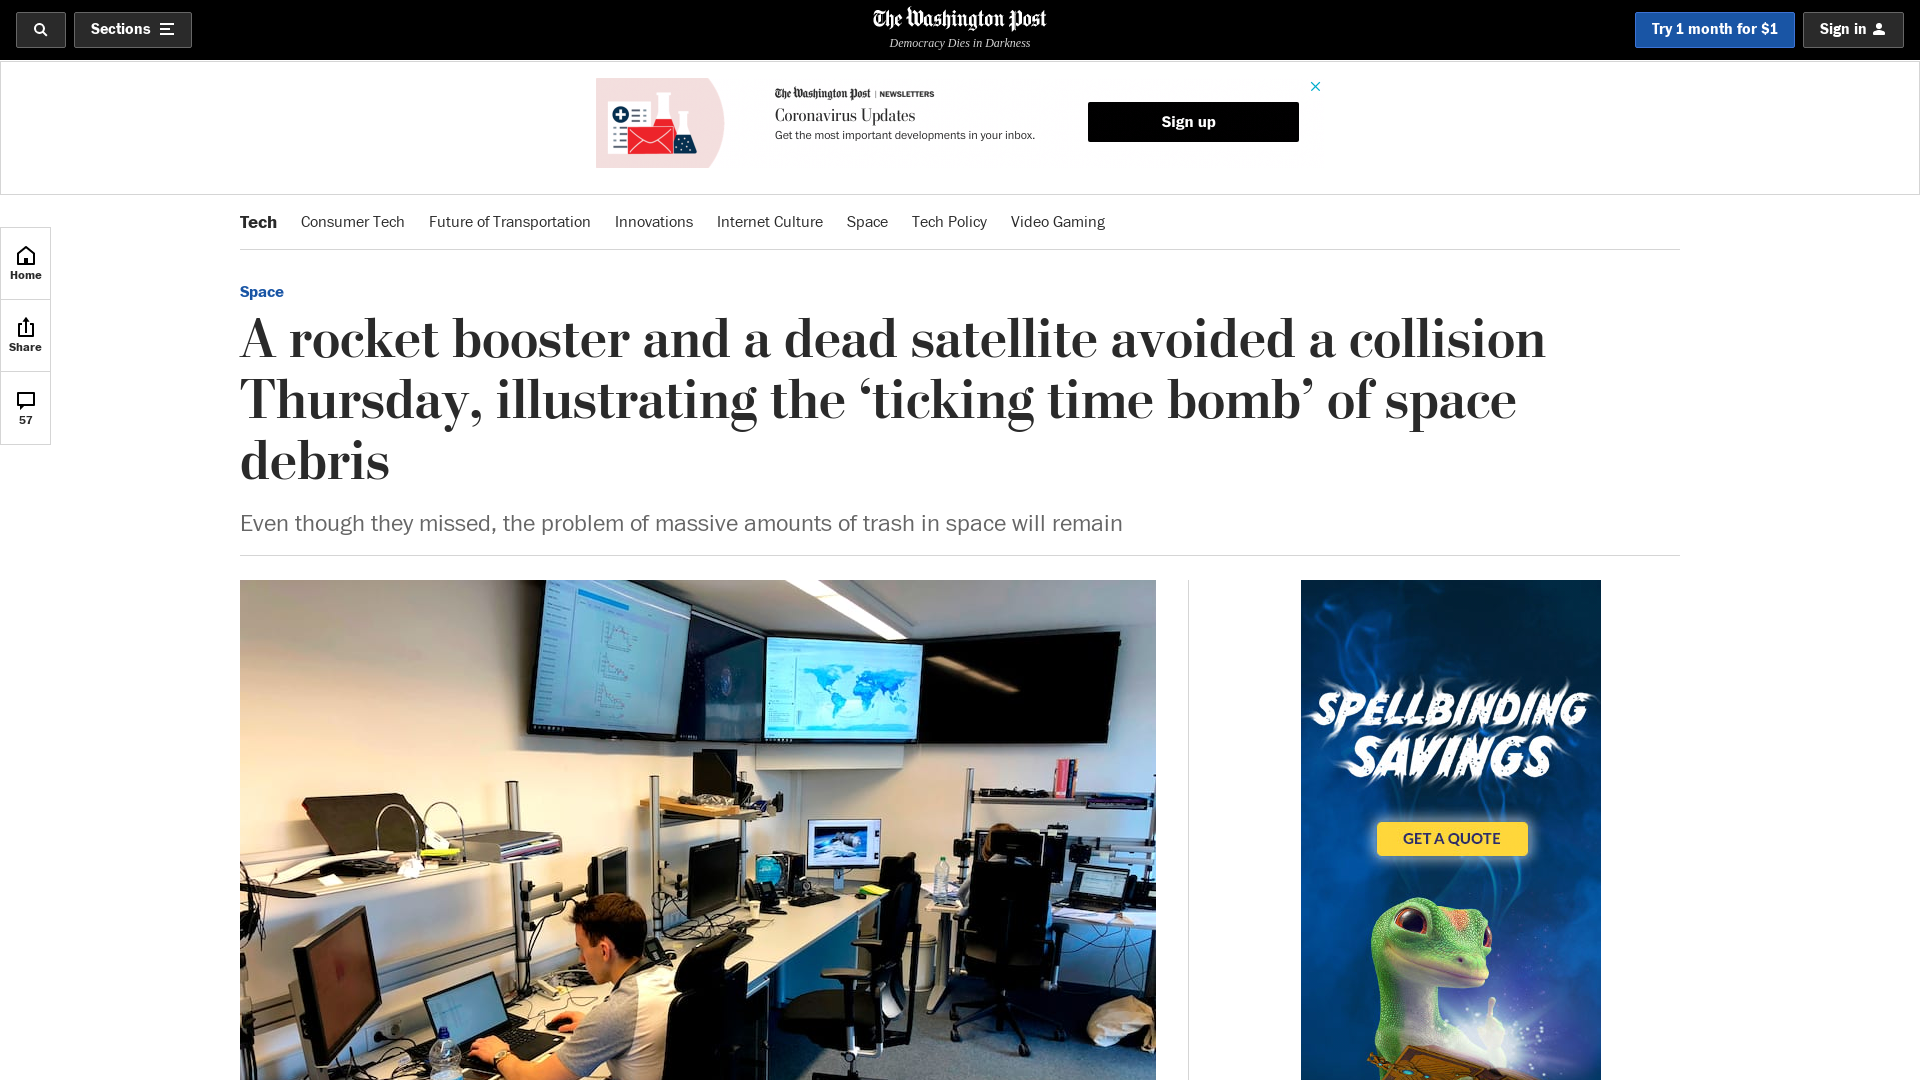 Sections
The Washington Post
Democracy Dies in Darkness
Try 1 month for $1
Sign in
The Washington Post | NEWSLETTERS
Coronavirus Updates
Get the most important developments in your inbox.
Sign up
Tech Consumer Tech Future of Transportation Innovations Internet Culture Space Tech Policy Video Gaming
Home
Share
57
Space
A rocket booster and a dead satellite avoided a collision
Thursday, illustrating the ‘ticking time bomb’ of space
debris
Even though they missed, the problem of massive amounts of trash in space will remain
SPELLBINDING
SAVINGS
GET A QUOTE